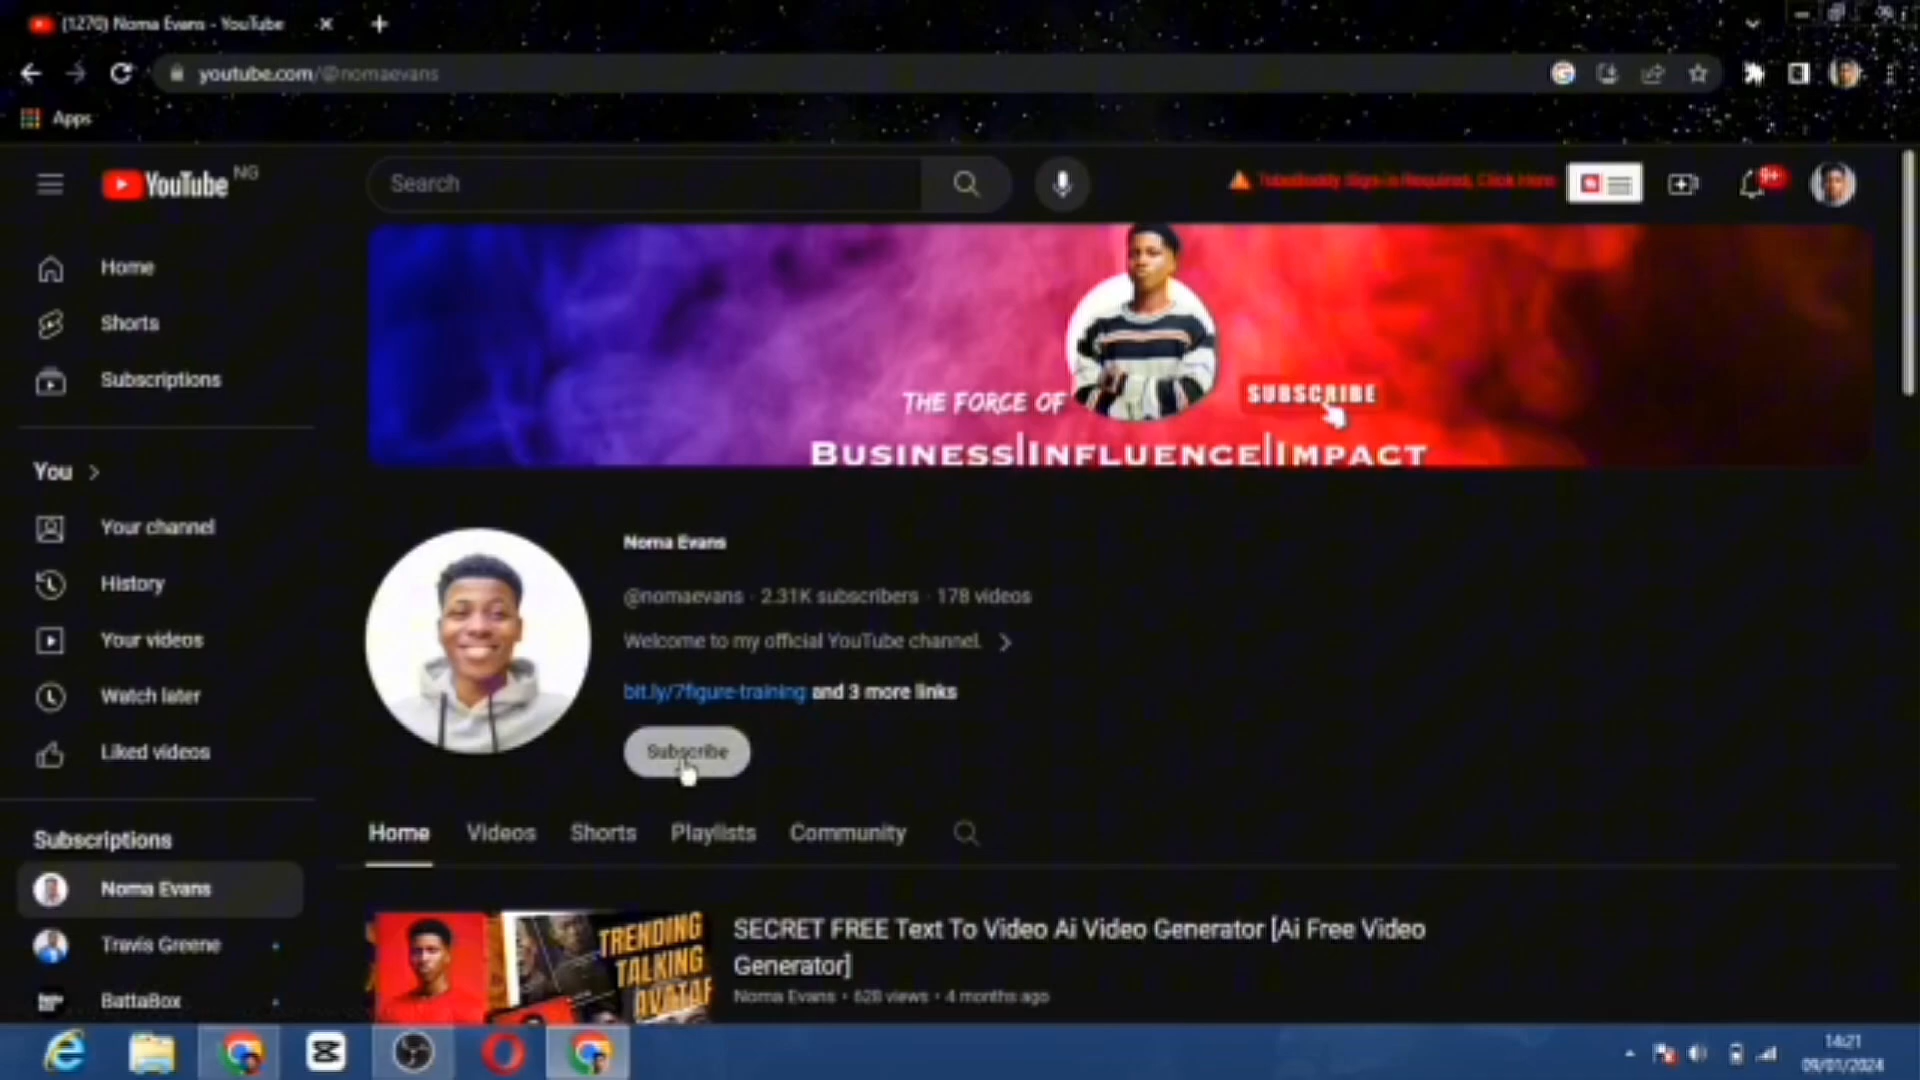 (1270) Noma Evans - YouTube
youtube.com/@nomaevans
Apps
YouTube NG
Search
TubeBuddy Sign-in Required, Click Here
9+
Home
Shorts
Subscriptions
You
Your channel
History
Your videos
Watch later
Liked videos
Subscriptions
Noma Evans
Travis Greene
BattaBox
THE FORCE OF
SUBSCRIBE
BUSINESS|INFLUENCE|IMPACT
Noma Evans
@nomaevans · 2.31K subscribers · 178 videos
Welcome to my official YouTube channel.
bit.ly/7figure-training and 3 more links
Subscribe
Home Videos Shorts Playlists Community
TRENDING
TALKING
AVATAR
SECRET FREE Text To Video Ai Video Generator [Ai Free Video
Generator]
Noma Evans • 628 views • 4 months ago
14:21
09/01/2024